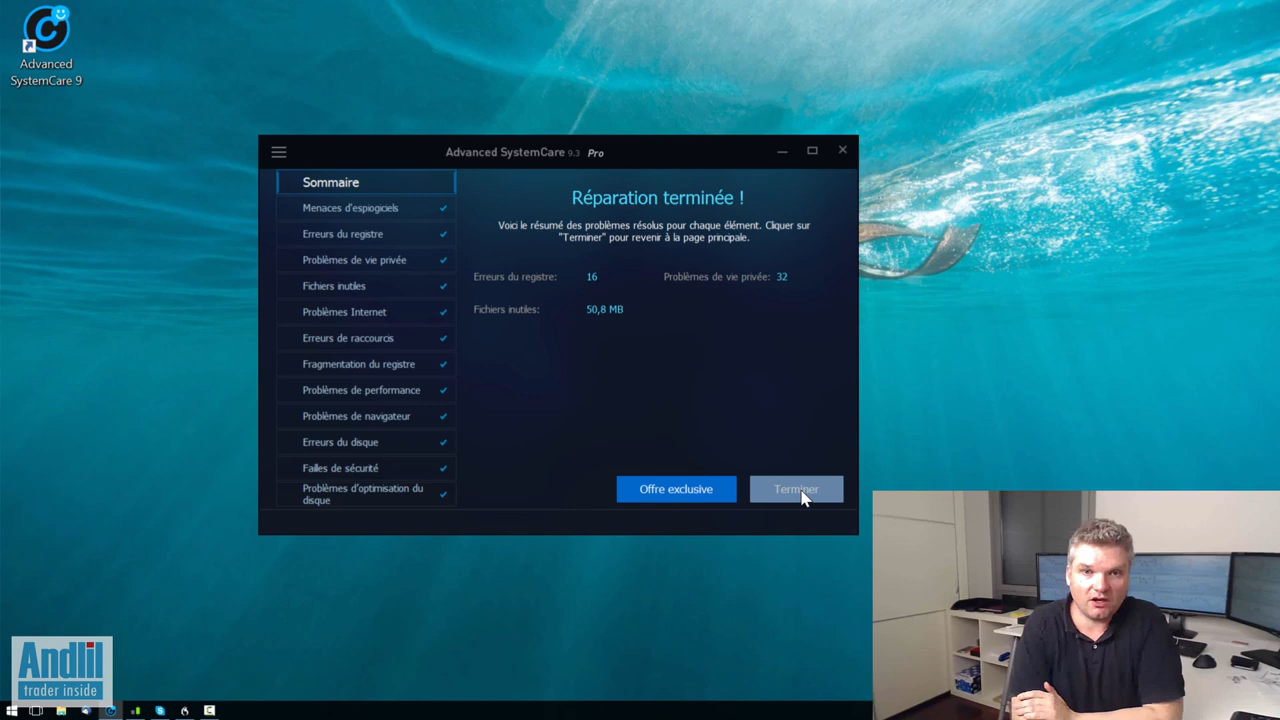 Advanced
SystemCare 9
Advanced SystemCare 9.3 Pro
Sommaire
Menaces d'espiogiciels
Erreurs du registre
Problèmes de vie privée
Fichiers inutiles
Problèmes Internet
Erreurs de raccourcis
Fragmentation du registre
Problèmes de performance
Problèmes de navigateur
Erreurs du disque
Failles de sécurité
Problèmes d'optimisation du
disque
Réparation terminée !
Voici le résumé des problèmes résolus pour chaque élément. Cliquer sur
"Terminer" pour revenir à la page principale.
Erreurs du registre: 16 Problèmes de vie privée: 32
Fichiers inutiles: 50,8 MB
Offre exclusive Terminer
Andlil
trader inside